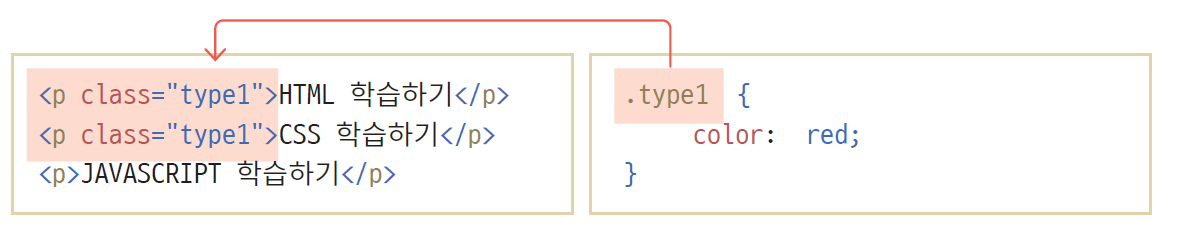 <p class="type1">HTML 학습하기</p>
<p class="type1">CSS 학습하기</p>
<p>JAVASCRIPT 학습하기</p>
.type1 {
color: red;
}